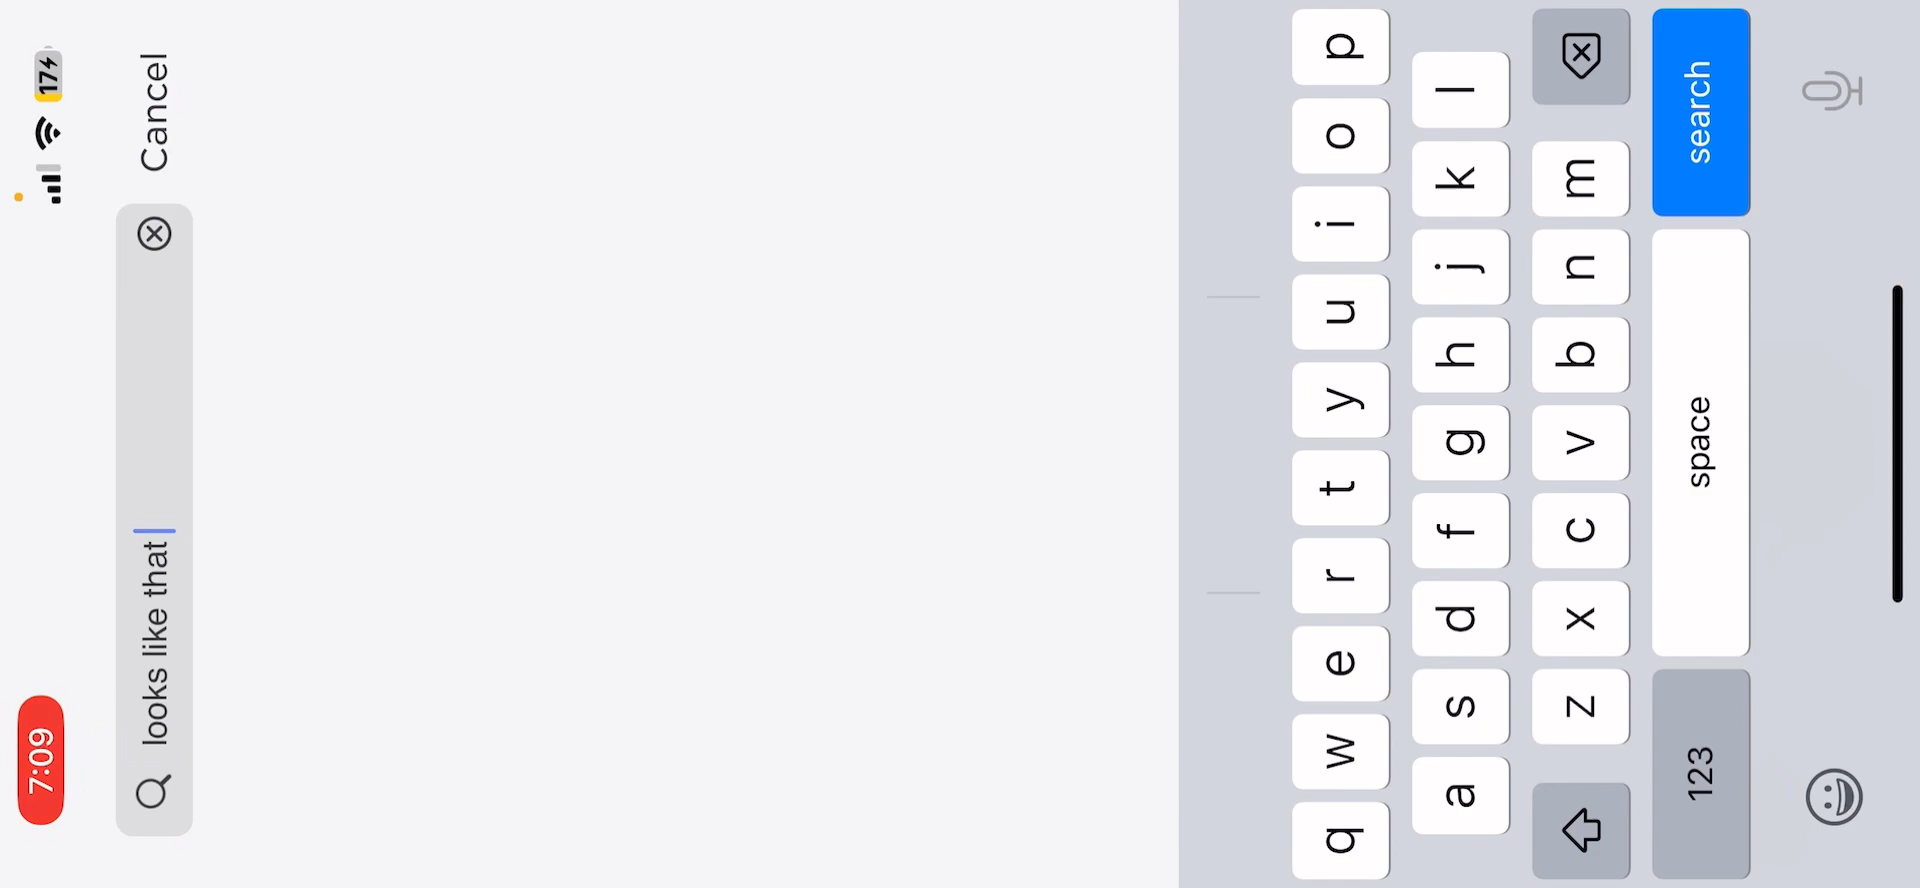 7:09
17
looks like that
Cancel
q w e r t y u i o p
a s d f g h j k l
z x c v b n m
123 space search